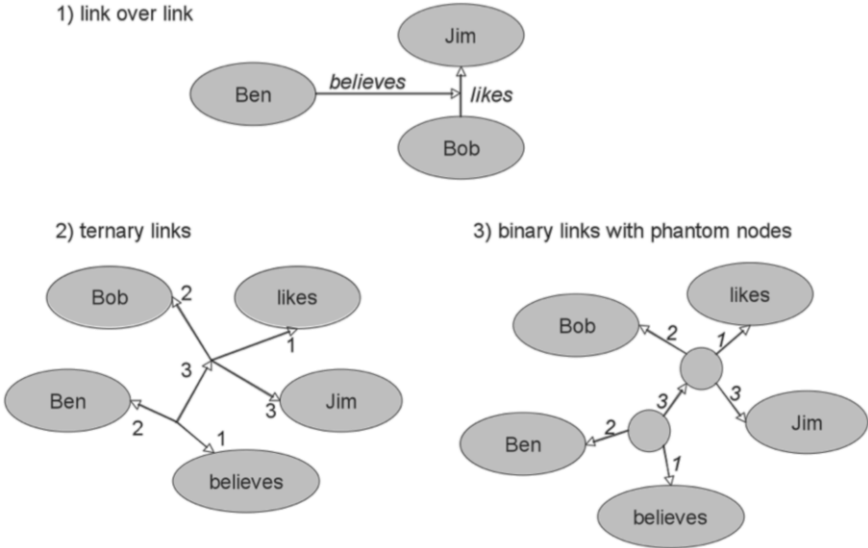 1) link over link
Jim
believes
Ben
likes
Bob
2) ternary links
Bob
2
likes
1
3
Ben
2
3
Jim
1
believes
3) binary links with phantom nodes
likes
Bob
2
1
3
3
Jim
Ben
2
1
believes